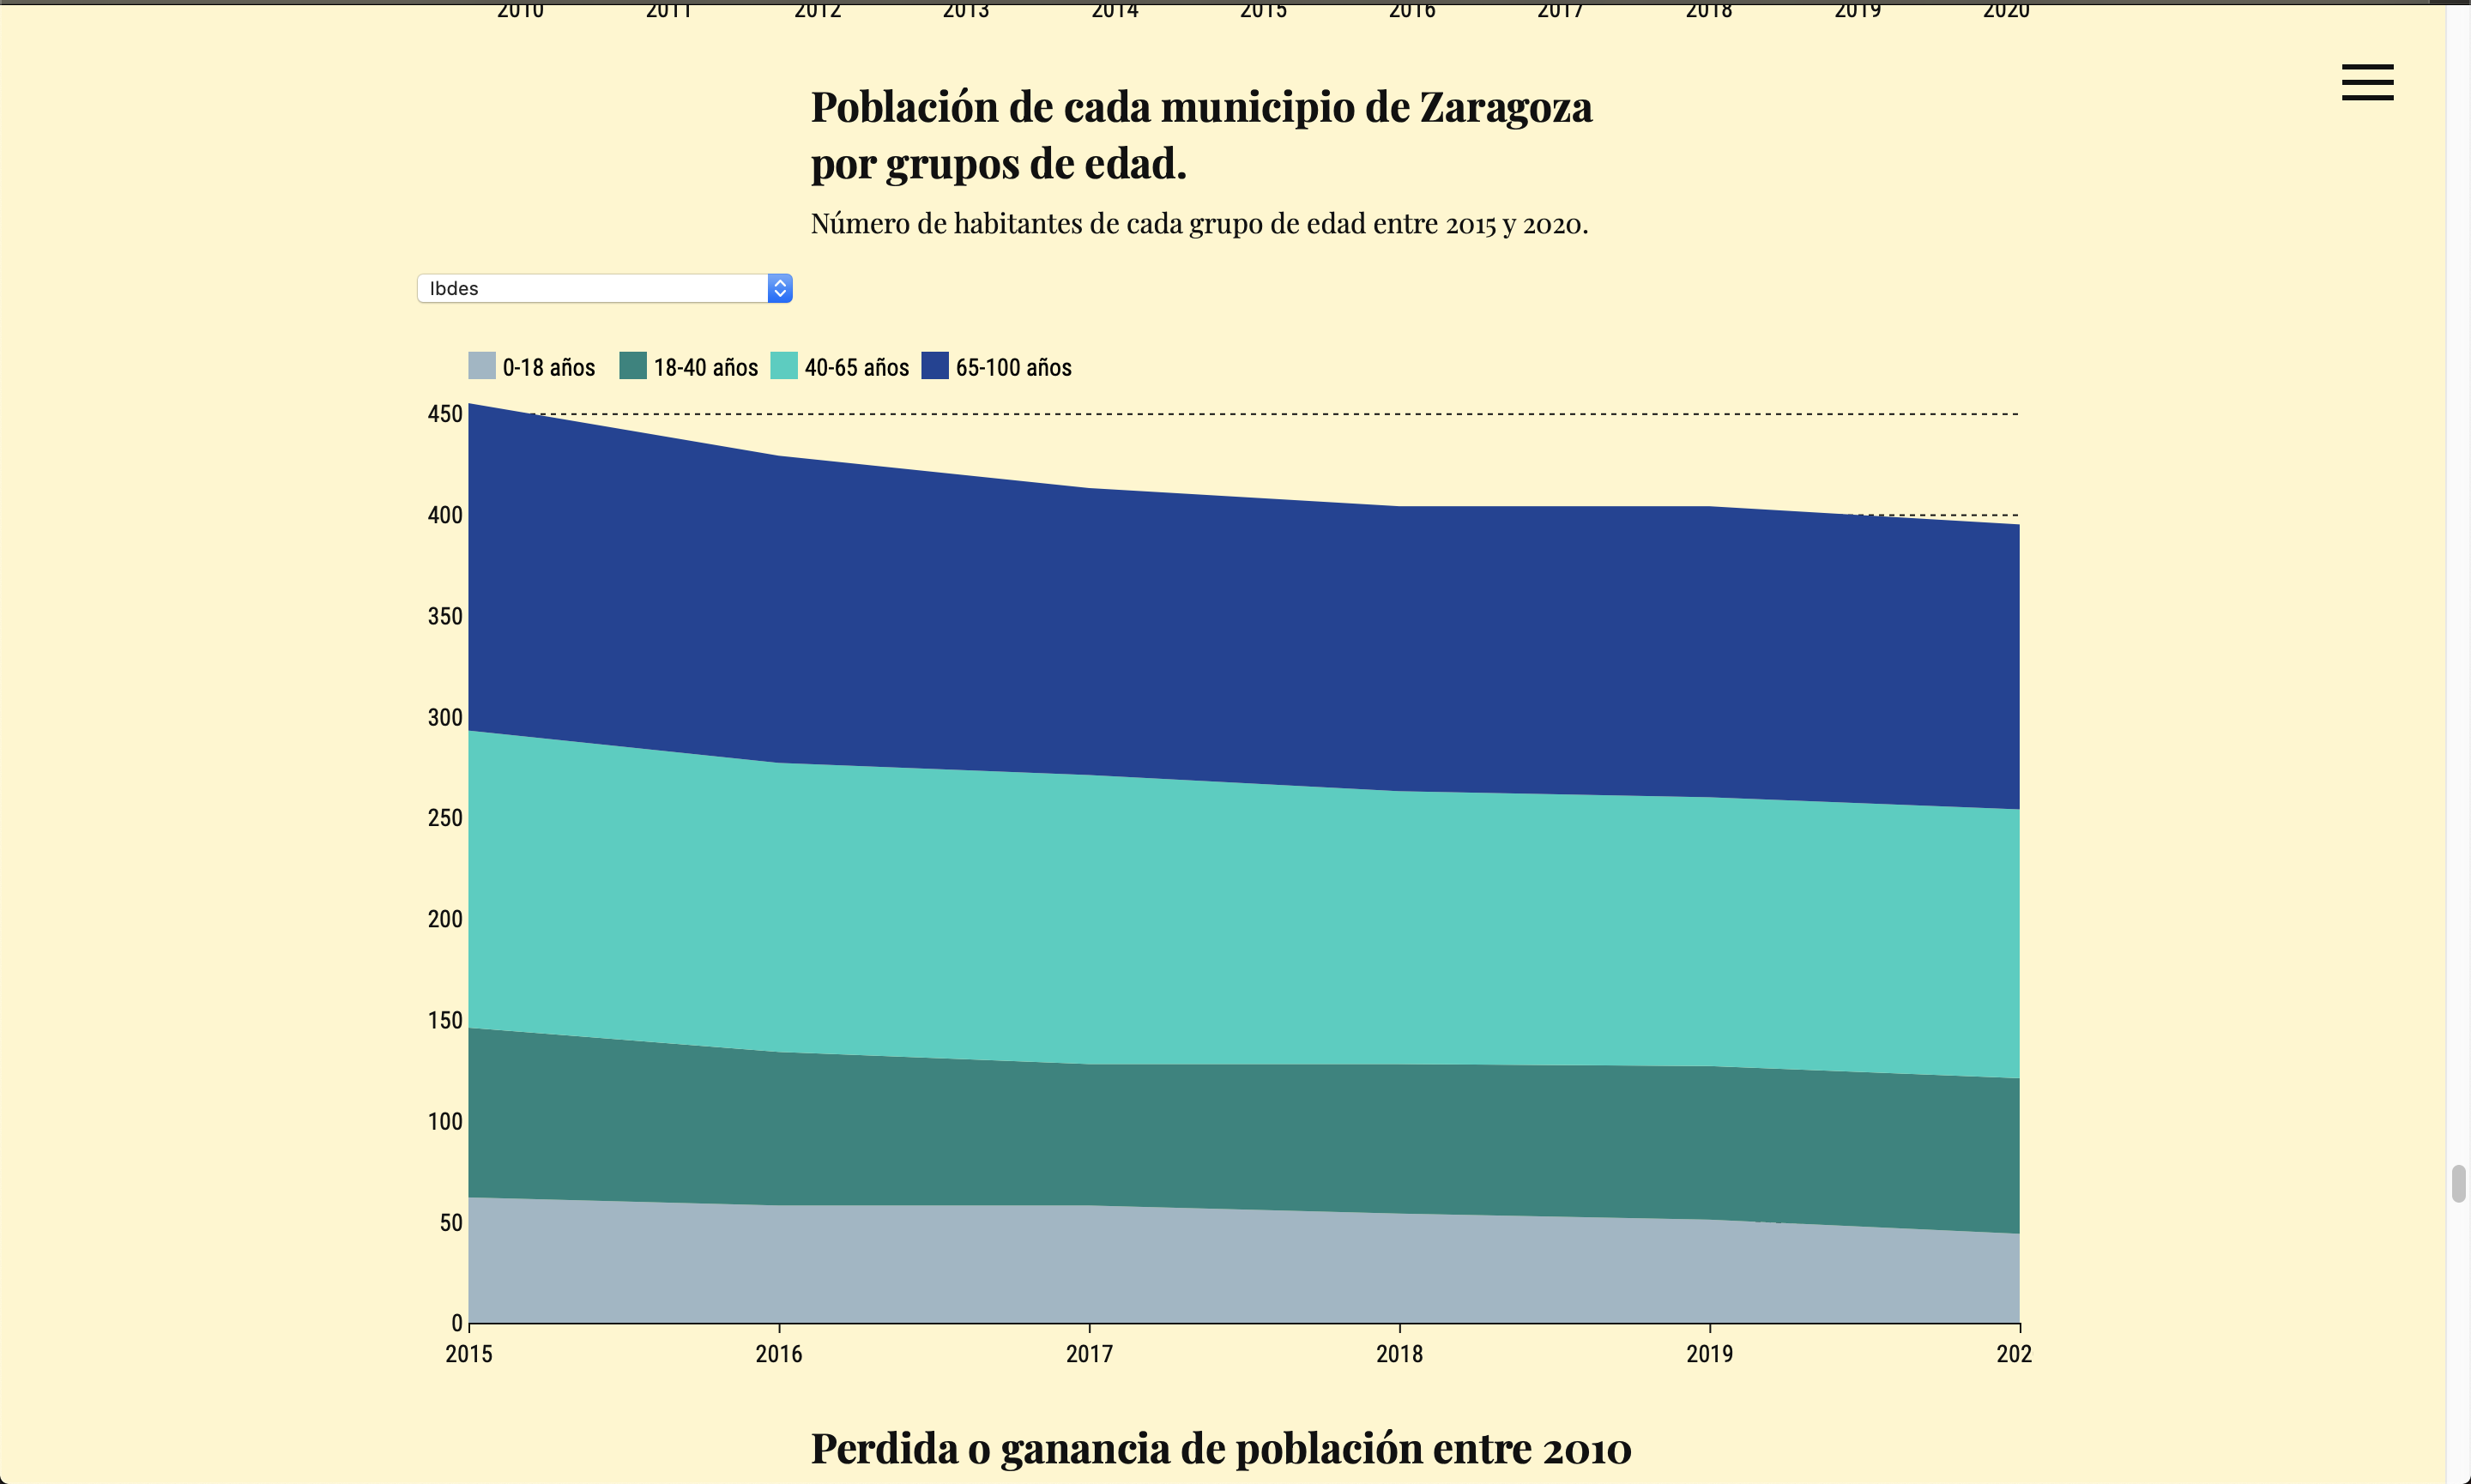 2010 2011 2012 2013 2014 2015 2016 2017 2018 2019 2020
Población de cada municipio de Zaragoza
por grupos de edad.
Número de habitantes de cada grupo de edad entre 2015 y 2020.
Ibdes
0-18 años 18-40 años 40-65 años 65-100 años
450
400
350
300
250
200
150
100
50
0
2015 2016 2017 2018 2019 202
Perdida o ganancia de población entre 2010